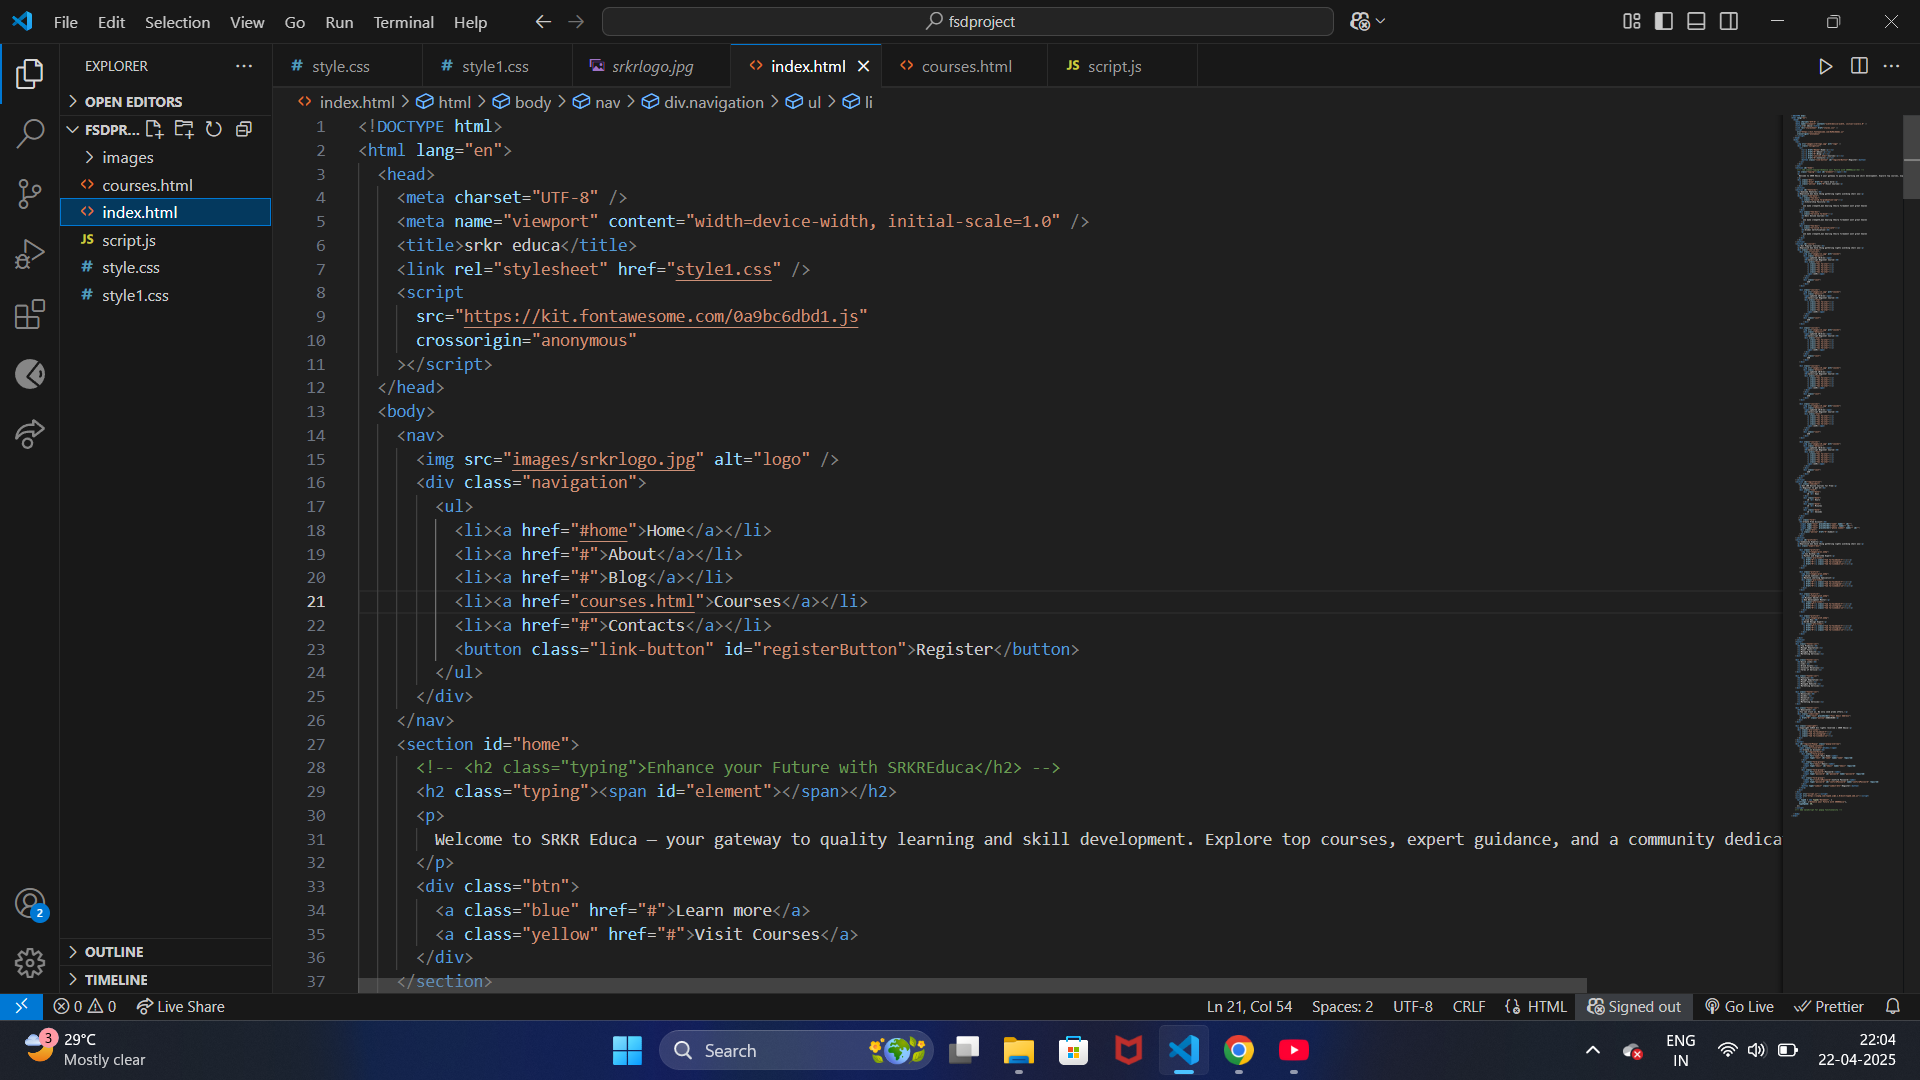 File Edit Selection View Go Run Terminal Help
fsdproject
EXPLORER
OPEN EDITORS
FSDPR...
images
courses.html
index.html
script.js
style.css
style1.css
OUTLINE
TIMELINE
style.css
style1.css
srkrlogo.jpg
index.html
courses.html
JS script.js
index.html > html > body > nav > div.navigation > ul > li
1 <!DOCTYPE html>
2 <html lang="en">
3 <head>
4 <meta charset="UTF-8" />
5 <meta name="viewport" content="width=device-width, initial-scale=1.0" />
6 <title>srkr educa</title>
7 <link rel="stylesheet" href="style1.css" />
8 <script
9 src="https://kit.fontawesome.com/0a9bc6dbd1.js"
10 crossorigin="anonymous"
11 ></script>
12 </head>
13 <body>
14 <nav>
15 <img src="images/srkrlogo.jpg" alt="logo" />
16 <div class="navigation">
17 <ul>
18 <li><a href="#home">Home</a></li>
19 <li><a href="#">About</a></li>
20 <li><a href="#">Blog</a></li>
21 <li><a href="courses.html">Courses</a></li>
22 <li><a href="#">Contacts</a></li>
23 <button class="link-button" id="registerButton">Register</button>
24 </ul>
25 </div>
26 </nav>
27 <section id="home">
28 <!-- <h2 class="typing">Enhance your Future with SRKREduca</h2> -->
29 <h2 class="typing"><span id="element"></span></h2>
30 <p>
31 Welcome to SRKR Educa — your gateway to quality learning and skill development. Explore top courses, expert guidance, and a community dedica
32 </p>
33 <div class="btn">
34 <a class="blue" href="#">Learn more</a>
35 <a class="yellow" href="#">Visit Courses</a>
36 </div>
37 </section>
2
0 0 Live Share
Ln 21, Col 54 Spaces: 2 UTF-8 CRLF HTML Signed out Go Live Prettier
3
29°C
Mostly clear
Search
ENG
IN
22:04
22-04-2025